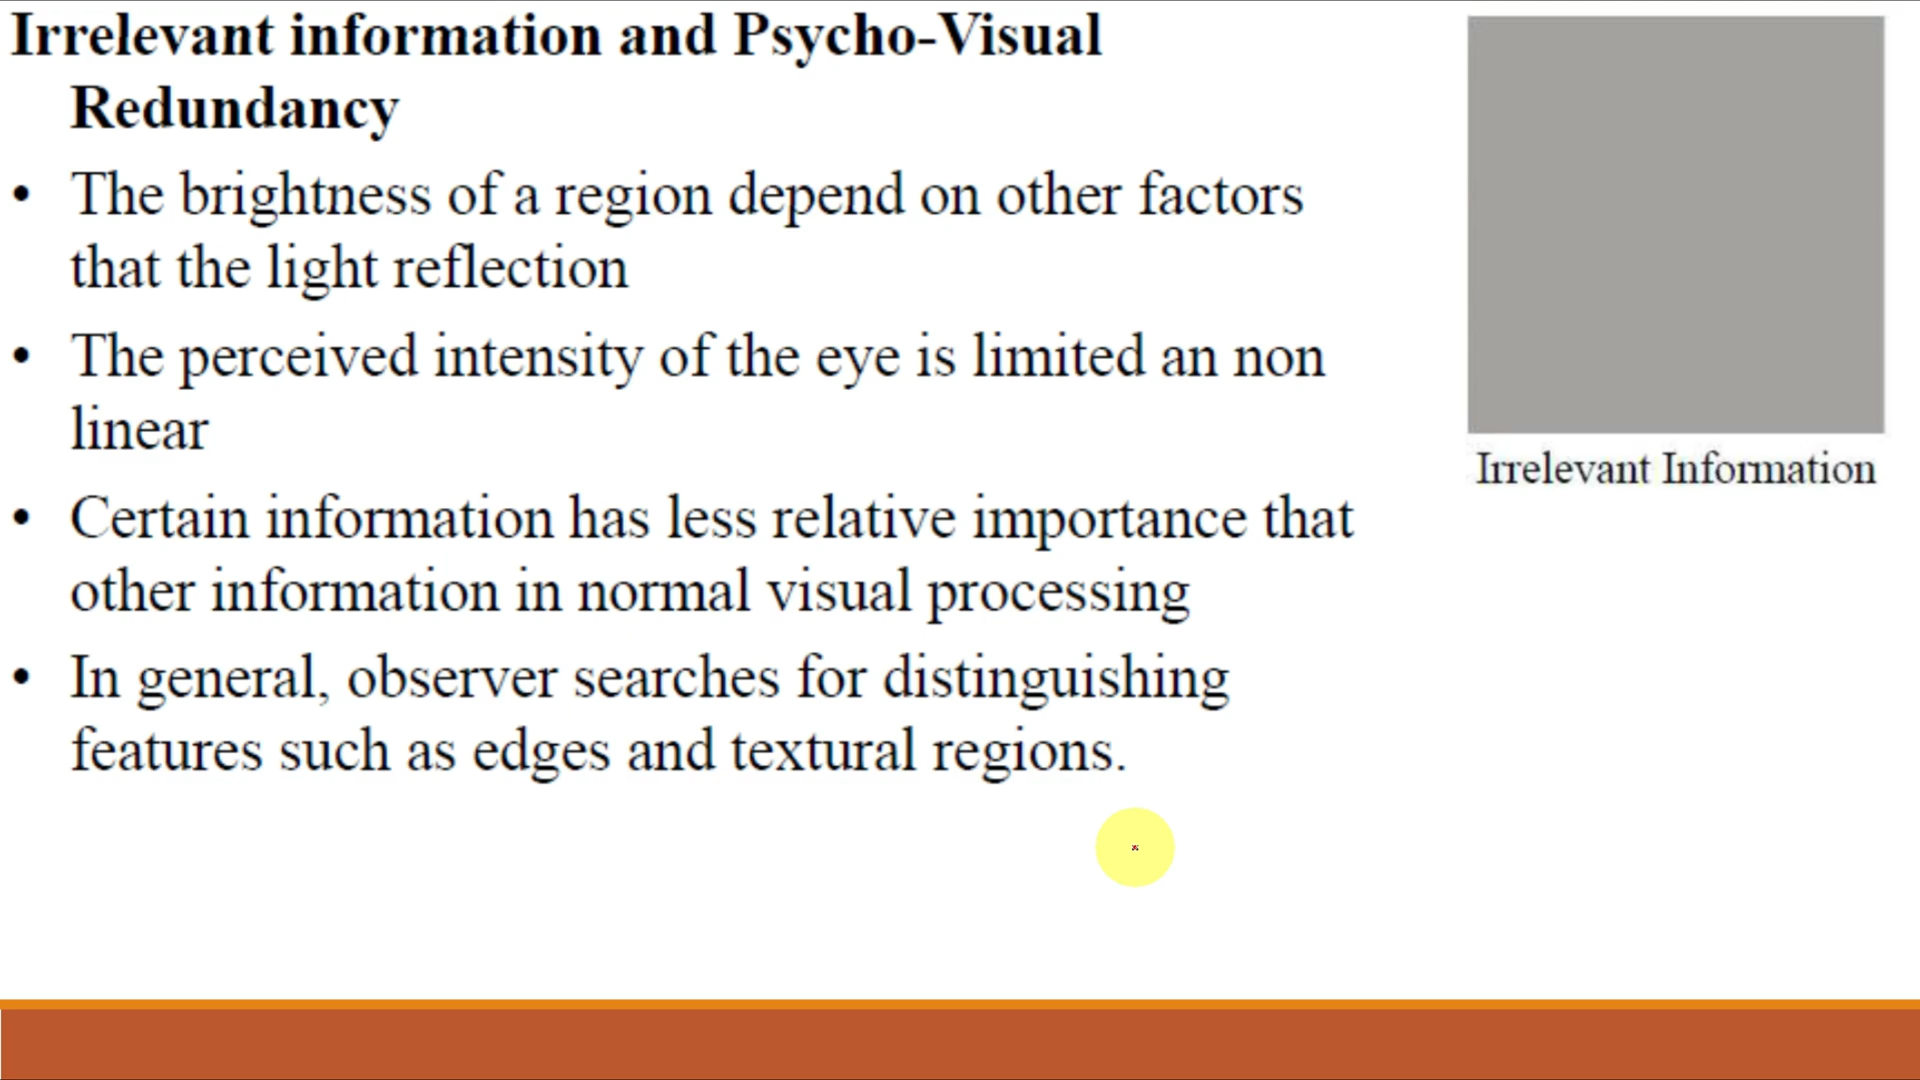 Irrelevant information and Psycho-Visual
Redundancy
• The brightness of a region depend on other factors
that the light reflection
• The perceived intensity of the eye is limited an non
linear
• Certain information has less relative importance that
other information in normal visual processing
• In general, observer searches for distinguishing
features such as edges and textural regions.
Irrelevant Information